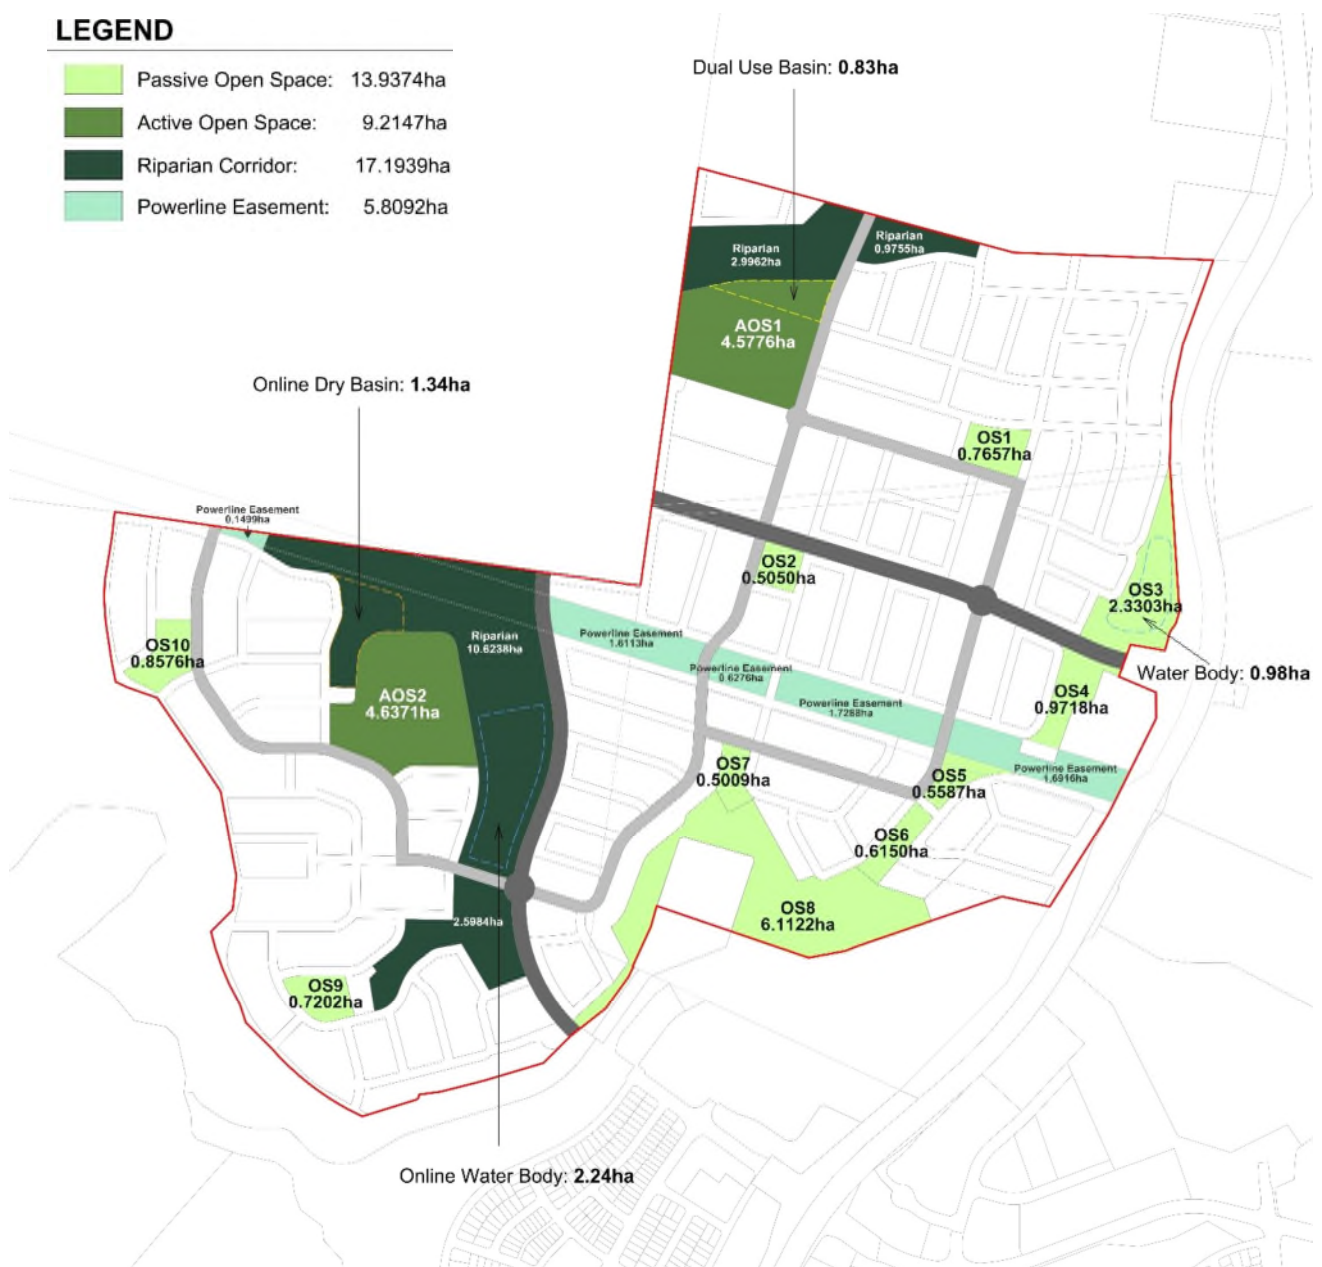 LEGEND
Passive Open Space: 13.9374ha
Active Open Space: 9.2147ha
Riparian Corridor: 17.1939ha
Powerline Easement: 5.8092ha
Dual Use Basin: 0.83ha
Riparian
0.9755ha
Riparian
2.9962ha
AOS1
4.5776ha
Online Dry Basin: 1.34ha
OS1
0.7657ha
Powerline Easement
0.1499ha
OS2
0.5050ha
OS3
2.3303ha
Riparian
10.6238ha
Powerline Easement
1.6113ha
OS10
0.8576ha
Powerline Easement
0.6276ha
Water Body: 0.98ha
AOS2
4.6371ha
OS4
0.9718ha
Powerline Easement
1.7288ha
OS7
0.5009ha
OS5
0.5587ha
Powerline Easement
1.6916ha
OS6
0.6150ha
OS8
6.1122ha
2.5984ha
OS9
0.7202ha
Online Water Body: 2.24ha